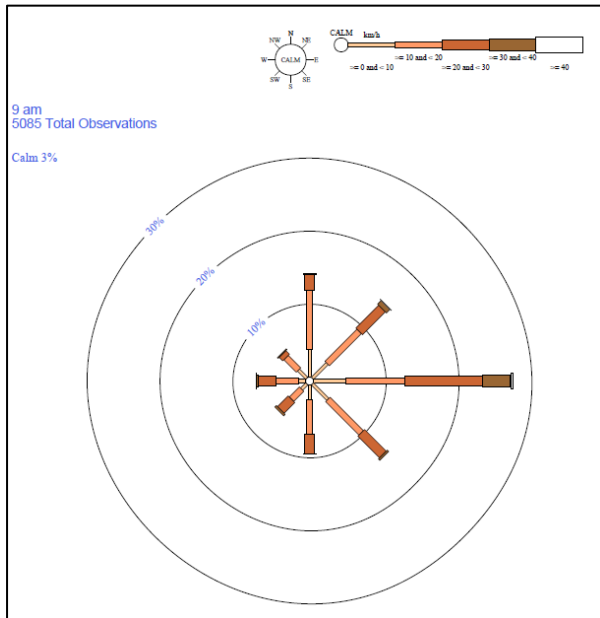 N
NW NE
W CALM E
SW SE
S
CALM km/h
>= 10 and < 20 >= 30 and < 40
>= 0 and < 10 >= 20 and < 30 >= 40
9 am
5085 Total Observations
Calm 3%
30%
20%
10%